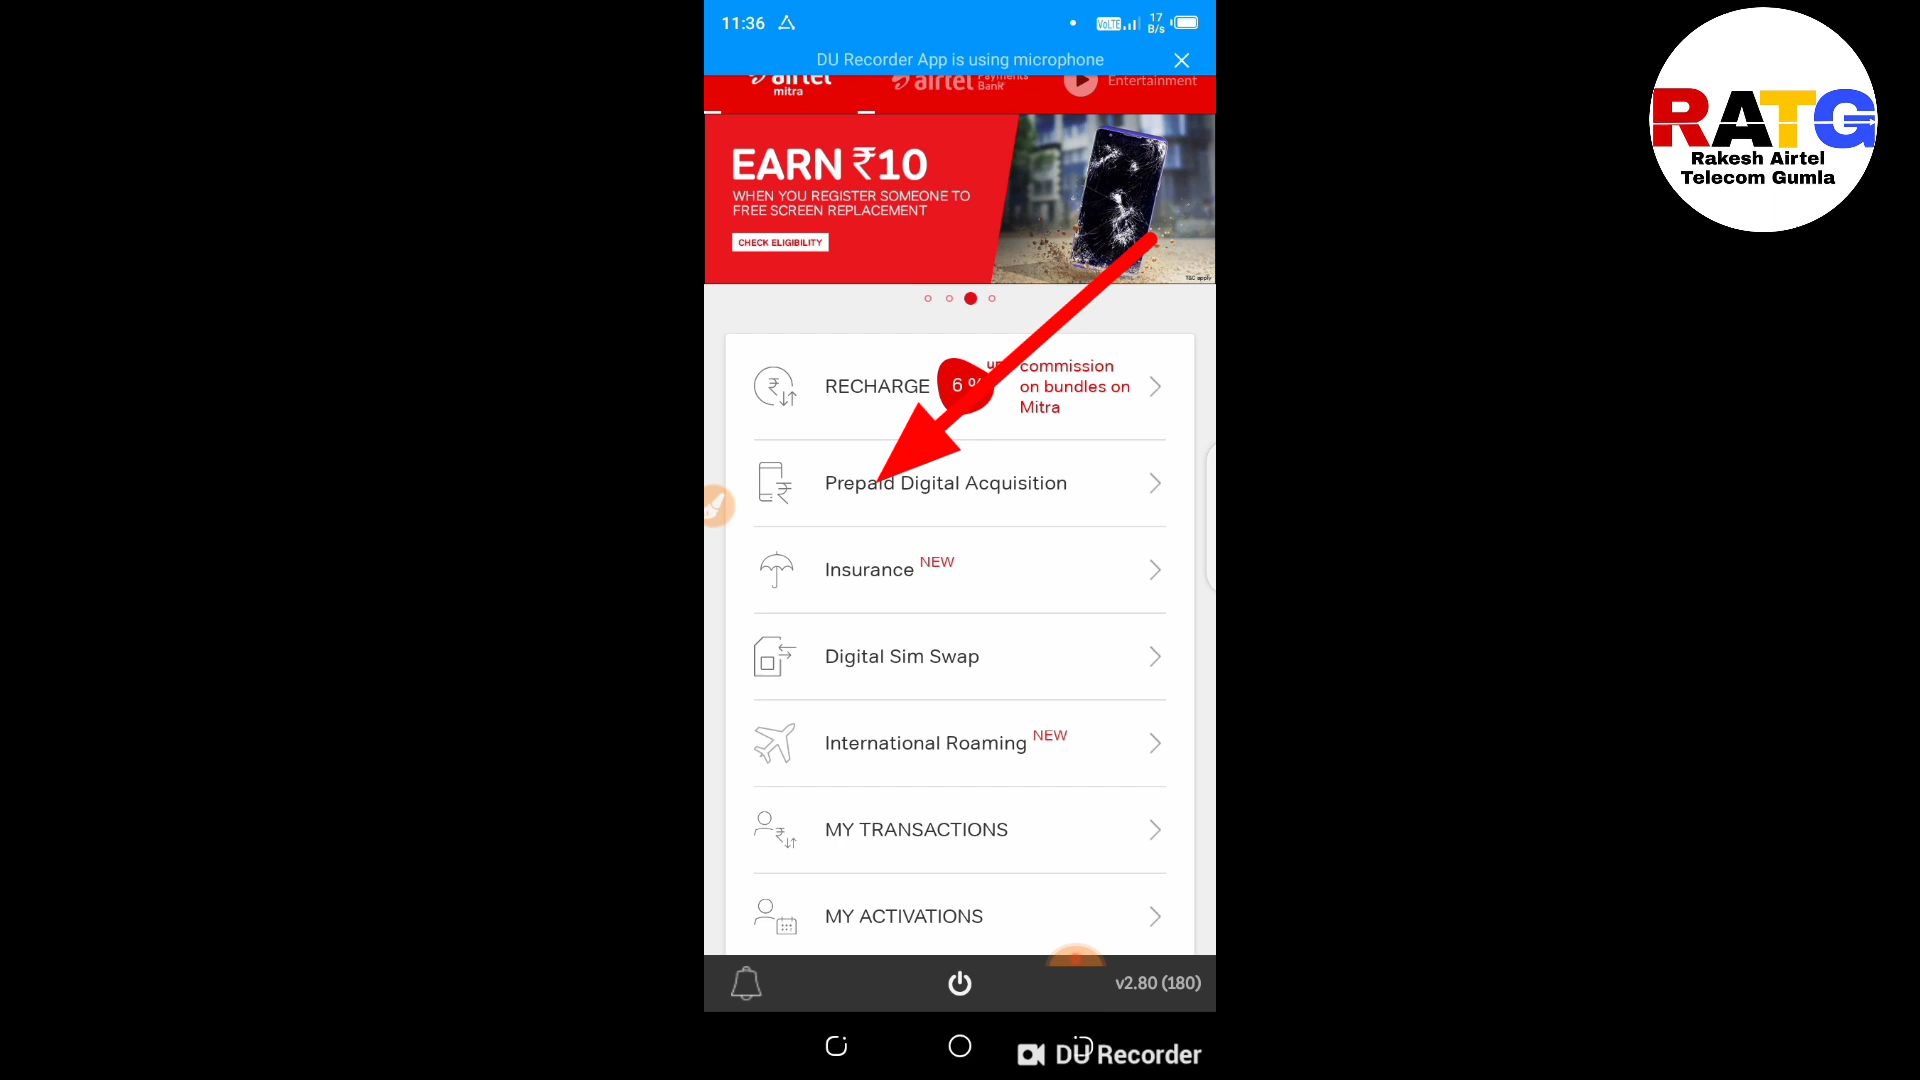 11:36
VoLTE
17
B/s
DU Recorder App is using microphone
airtel
mitra
airtel Payments
Bank
Entertainment
EARN ₹10
WHEN YOU REGISTER SOMEONE TO
FREE SCREEN REPLACEMENT
CHECK ELIGIBILITY
T&C apply
RECHARGE
6 %
commission
on bundles on
Mitra
Prepaid Digital Acquisition
Insurance NEW
Digital Sim Swap
International Roaming NEW
MY TRANSACTIONS
MY ACTIVATIONS
v2.80 (180)
DU Recorder
RATG
Rakesh Airtel
Telecom Gumla